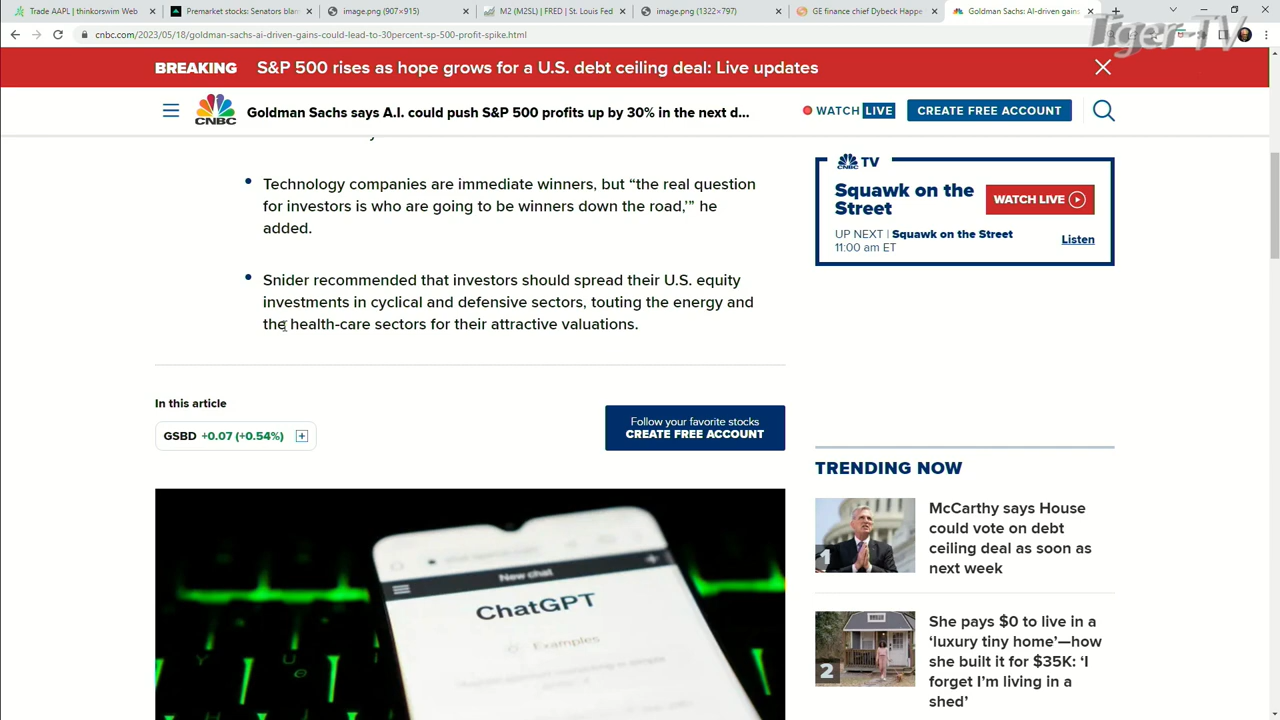 Trade AAPL | thinkorswim Web
Premarket stocks: Senators blam
image.png (907×915)
M2 (M2SL) | FRED | St. Louis Fed
image.png (1322×797)
GE finance chief Dybeck Happe
Goldman Sachs: AI-driven gains
Tiger TV
cnbc.com/2023/05/18/goldman-sachs-ai-driven-gains-could-lead-to-30percent-sp-500-profit-spike.html
BREAKING S&P 500 rises as hope grows for a U.S. debt ceiling deal: Live updates
CNBC
Goldman Sachs says A.I. could push S&P 500 profits up by 30% in the next d...
WATCH LIVE
CREATE FREE ACCOUNT
Technology companies are immediate winners, but “the real question
for investors is who are going to be winners down the road,’” he
added.
Snider recommended that investors should spread their U.S. equity
investments in cyclical and defensive sectors, touting the energy and
the health-care sectors for their attractive valuations.
In this article
GSBD +0.07 (+0.54%)
Follow your favorite stocks
CREATE FREE ACCOUNT
New chat
ChatGPT
Examples
Y U
CNBC TV
Squawk on the
Street
WATCH LIVE
UP NEXT | Squawk on the Street
11:00 am ET
Listen
TRENDING NOW
1
McCarthy says House
could vote on debt
ceiling deal as soon as
next week
2
She pays $0 to live in a
‘luxury tiny home’—how
she built it for $35K: ‘I
forget I’m living in a
shed’